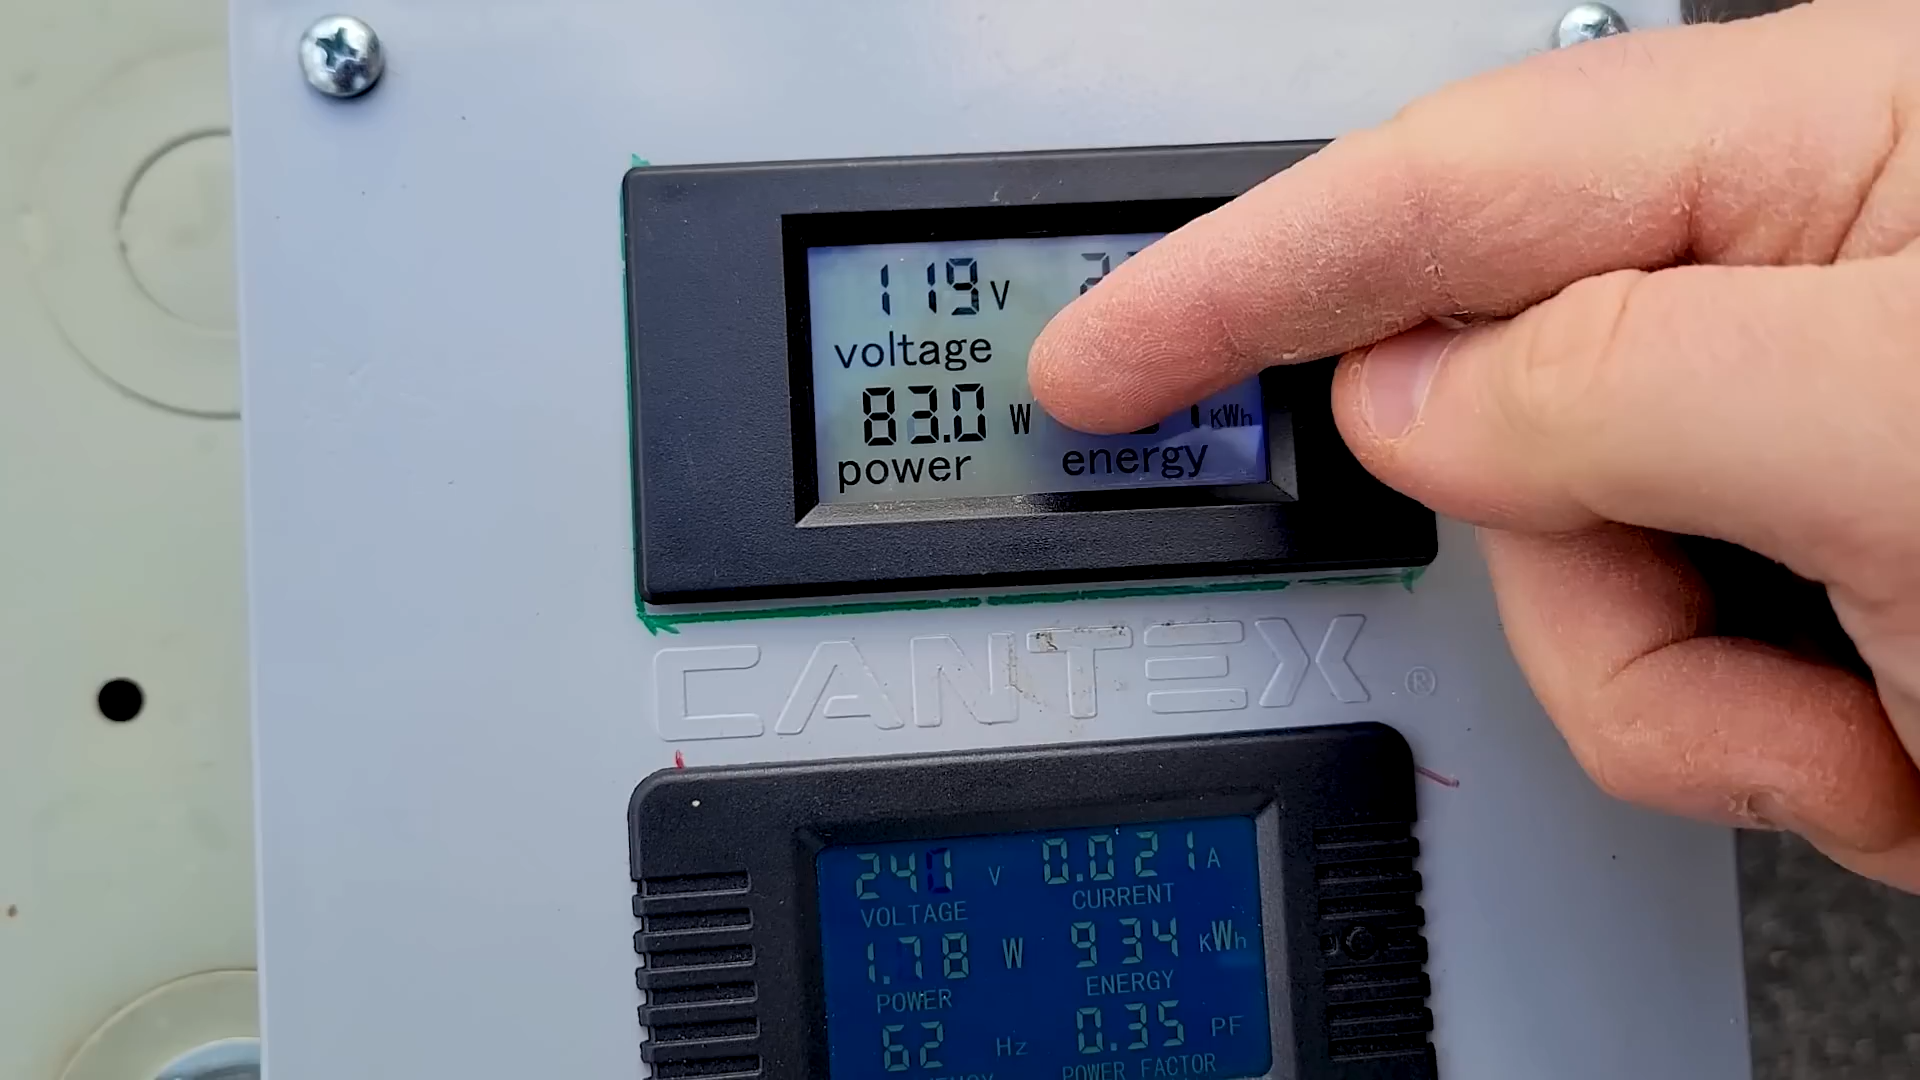 119 V
voltage
83.0 W KWh
power energy
CANTEX ®
V 0.021 A
VOLTAGE CURRENT
1.78 W 934 KWh
POWER ENERGY
62 Hz 0.35 PF
POWER FACTOR